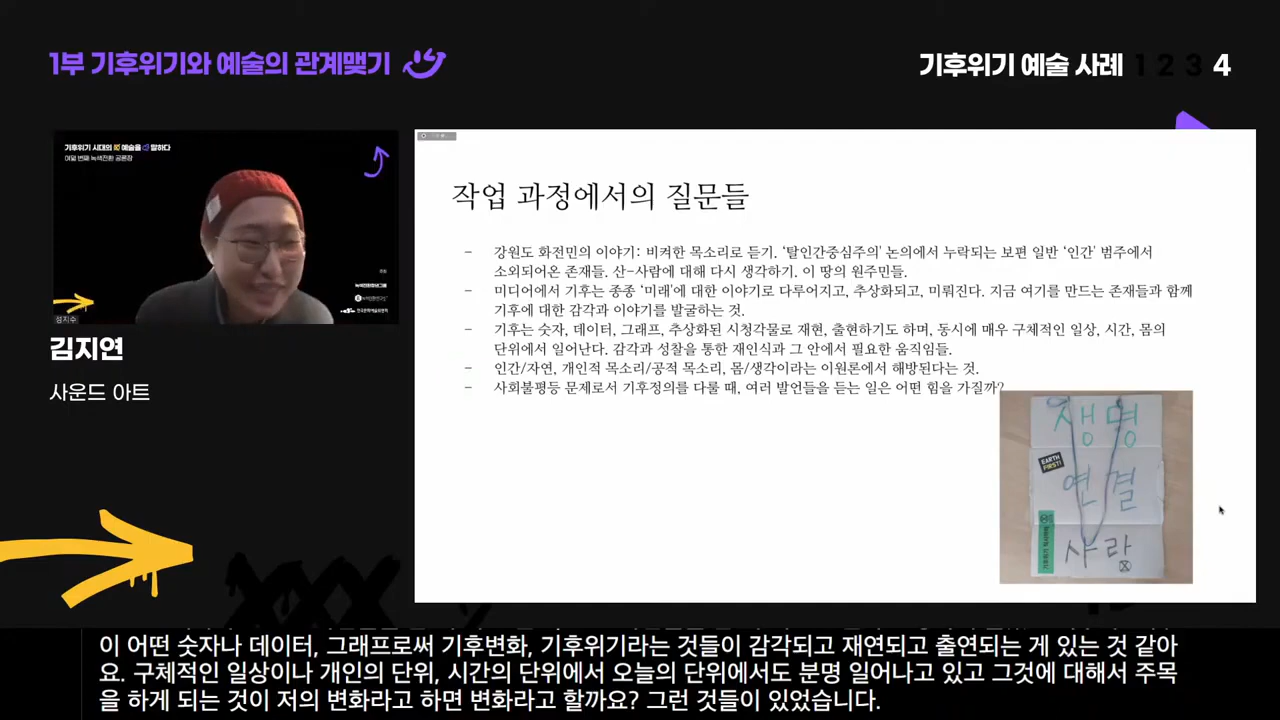 1부 기후위기와 예술의 관계맺기
기후위기 예술 사례 1 2 3 4
기후위기 시대의 예술을 말하다
여덟 번째 녹색전환 공론장
정지수
김지연
사운드 아트
작업 과정에서의 질문들
- 강원도 화전민의 이야기: 비켜한 목소리로 듣기. '탈인간중심주의' 논의에서 누락되는 보편 일반 '인간' 범주에서
소외되어온 존재들. 산-사람에 대해 다시 생각하기. 이 땅의 원주민들.
- 미디어에서 기후는 종종 '미래'에 대한 이야기로 다루어지고, 추상화되고, 미뤄진다. 지금 여기를 만드는 존재들과 함께
기후에 대한 감각과 이야기를 발굴하는 것.
- 기후는 숫자, 데이터, 그래프, 추상화된 시청각물로 재현, 출현하기도 하며, 동시에 매우 구체적인 일상, 시간, 몸의
단위에서 일어난다. 감각과 성찰을 통한 재인식과 그 안에서 필요한 움직임들.
- 인간/자연, 개인적 목소리/공적 목소리, 몸/생각이라는 이원론에서 해방된다는 것.
- 사회불평등 문제로서 기후정의를 다룰 때, 여러 발언들을 듣는 일은 어떤 힘을 가질까?
생명
EARTH FIRST!
연결
사랑
이 어떤 숫자나 데이터, 그래프로써 기후변화, 기후위기라는 것들이 감각되고 재연되고 출연되는 게 있는 것 같아
요. 구체적인 일상이나 개인의 단위, 시간의 단위에서 오늘의 단위에서도 분명 일어나고 있고 그것에 대해서 주목
을 하게 되는 것이 저의 변화라고 하면 변화라고 할까요? 그런 것들이 있었습니다.